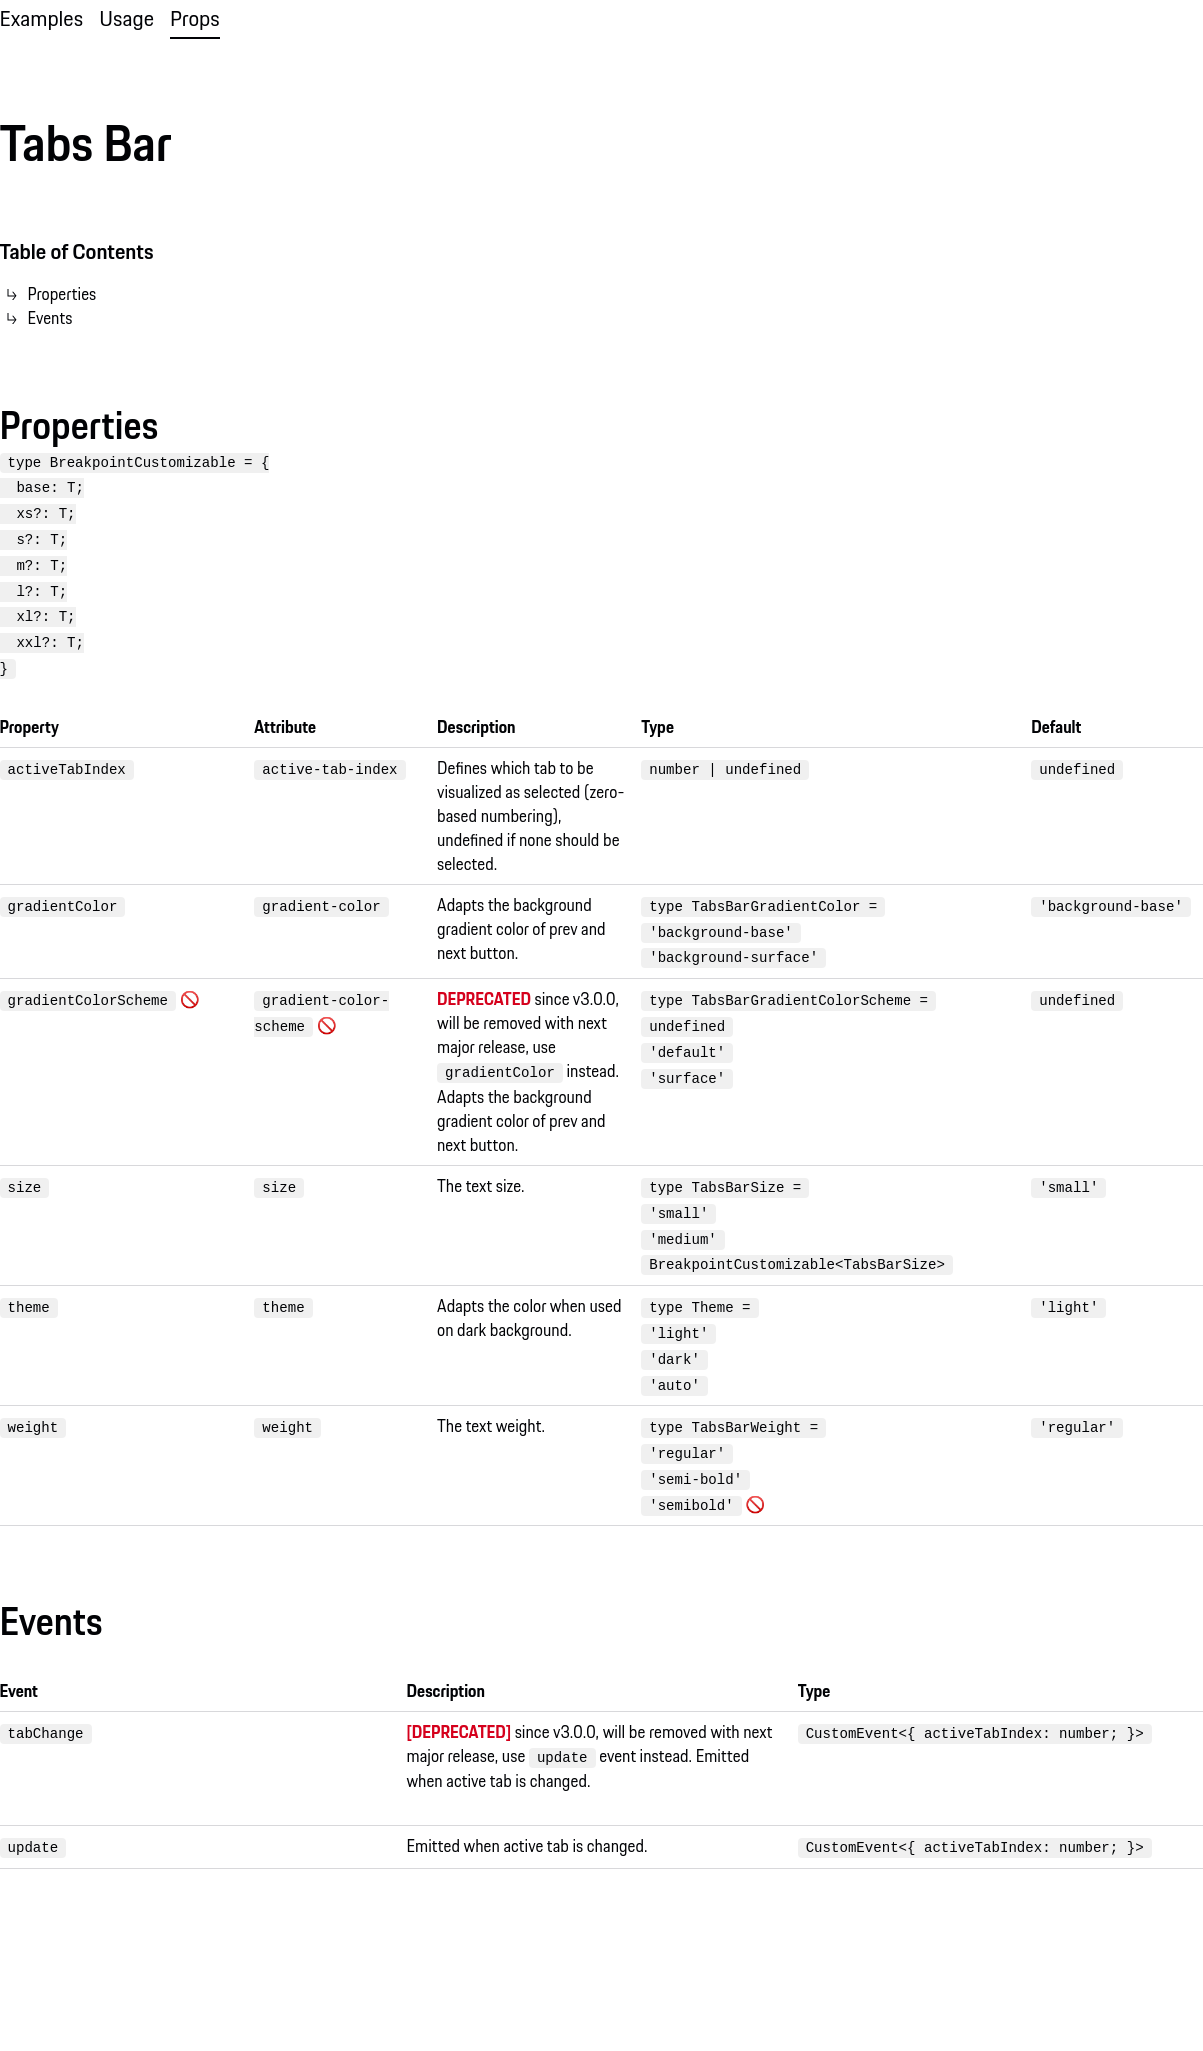 Examples Usage Props
Tabs Bar
Table of Contents
Properties
Events
Properties
type BreakpointCustomizable = {
base: T;
xs?: T;
s?: T;
m?: T;
l?: T;
xl?: T;
xxl?: T;
}
Property Attribute Description Type Default
activeTabIndex active-tab-index Defines which tab to be number | undefined undefined
visualized as selected (zero-
based numbering),
undefined if none should be
selected.
gradientColor gradient-color Adapts the background type TabsBarGradientColor = 'background-base'
gradient color of prev and 'background-base'
next button. 'background-surface'
gradientColorScheme 🚫 gradient-color- DEPRECATED since v3.0.0, type TabsBarGradientColorScheme = undefined
scheme 🚫 will be removed with next undefined
major release, use 'default'
gradientColor instead. 'surface'
Adapts the background
gradient color of prev and
next button.
size size The text size. type TabsBarSize = 'small'
'small'
'medium'
BreakpointCustomizable<TabsBarSize>
theme theme Adapts the color when used type Theme = 'light'
on dark background. 'light'
'dark'
'auto'
weight weight The text weight. type TabsBarWeight = 'regular'
'regular'
'semi-bold'
'semibold' 🚫
Events
Event Description Type
tabChange [DEPRECATED] since v3.0.0, will be removed with next CustomEvent<{ activeTabIndex: number; }>
major release, use update event instead. Emitted
when active tab is changed.
update Emitted when active tab is changed. CustomEvent<{ activeTabIndex: number; }>